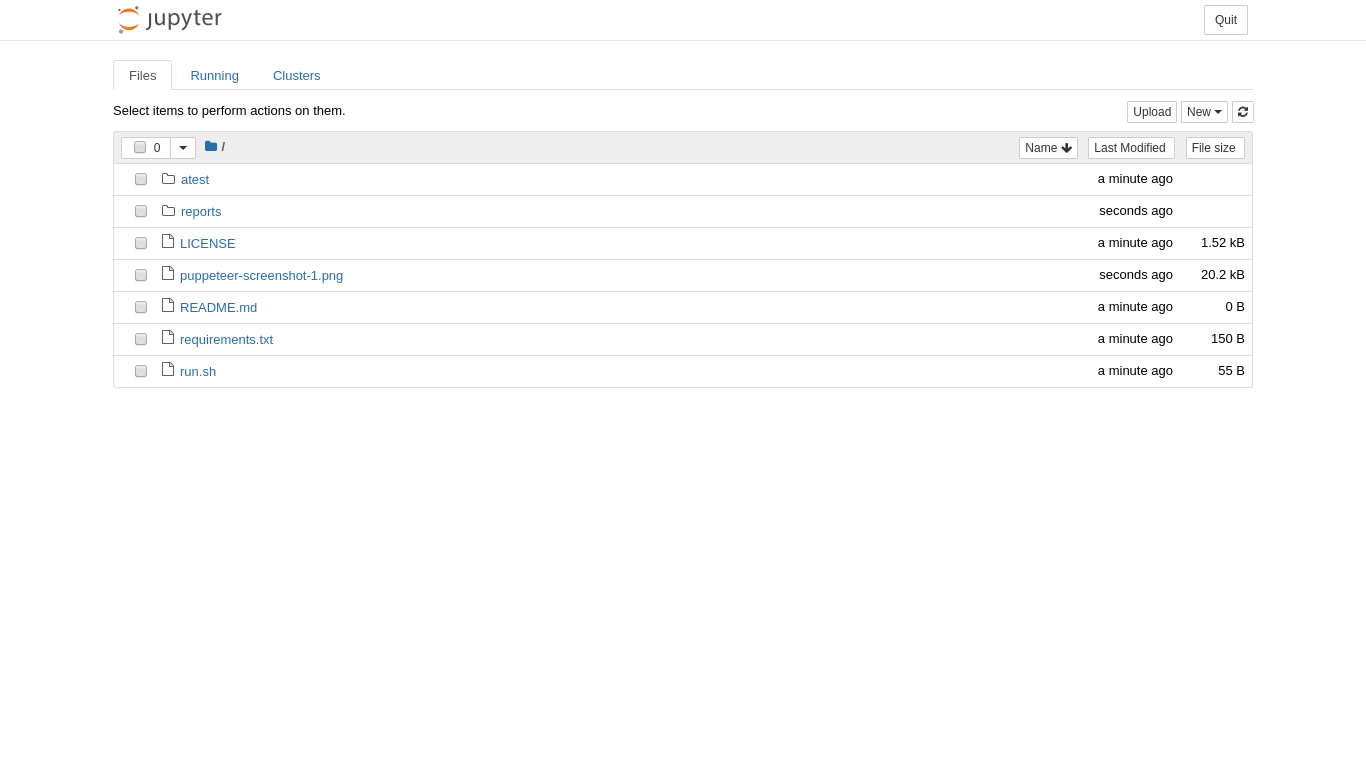 jupyter
Quit
Files Running Clusters
Select items to perform actions on them.
Upload New
0 / Name Last Modified File size
atest a minute ago
reports seconds ago
LICENSE a minute ago 1.52 kB
puppeteer-screenshot-1.png seconds ago 20.2 kB
README.md a minute ago 0 B
requirements.txt a minute ago 150 B
run.sh a minute ago 55 B